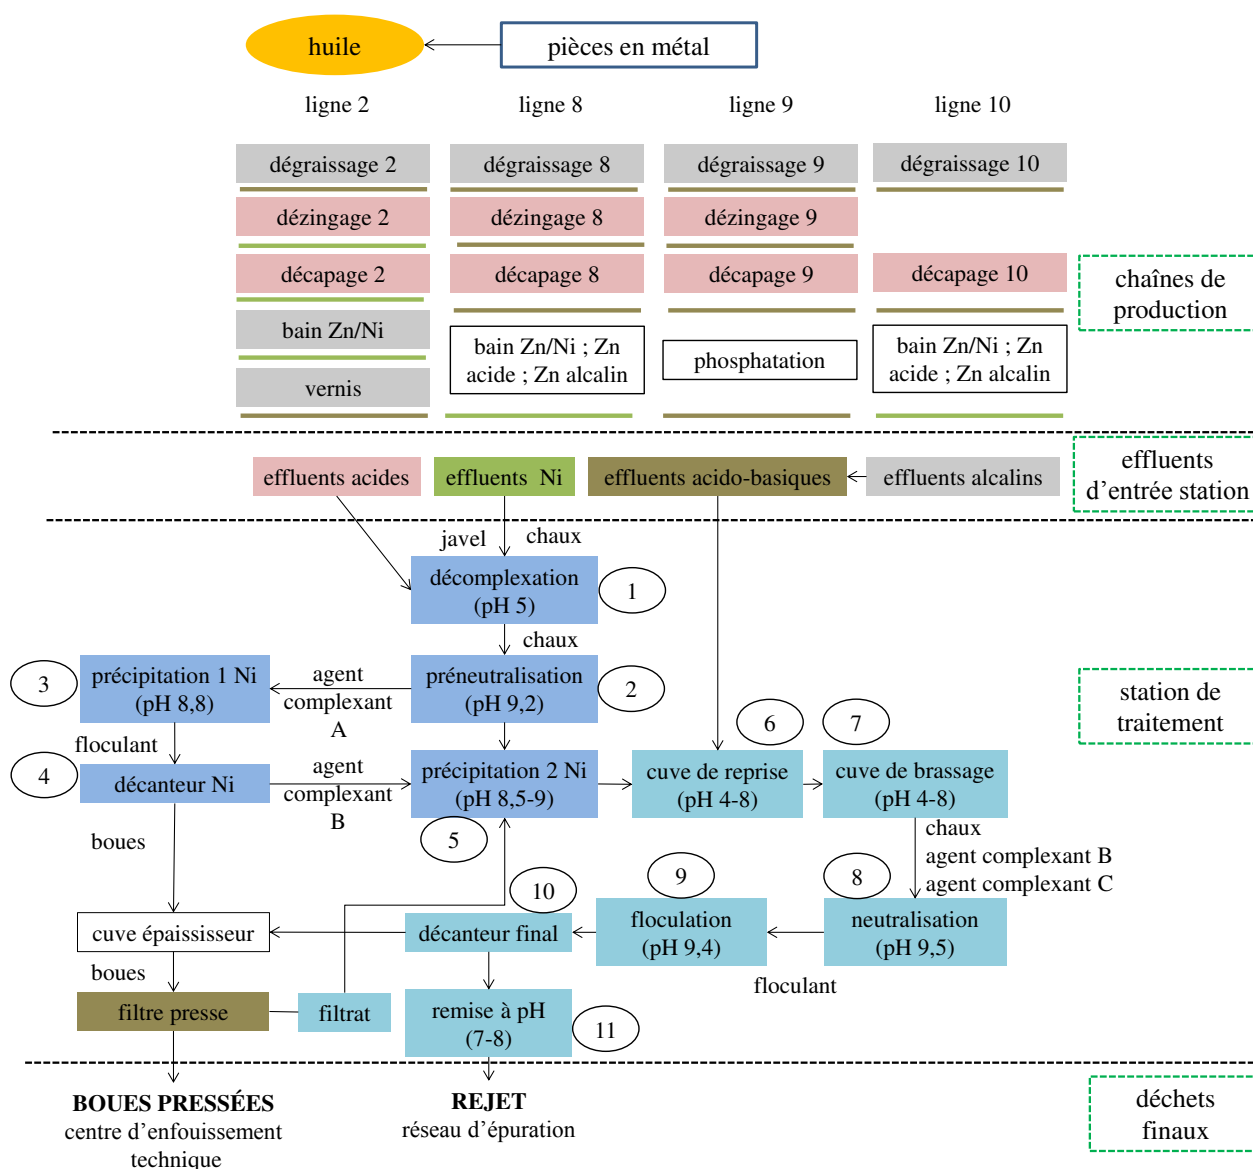 huile
pièces en métal
ligne 2
ligne 8
ligne 9
ligne 10
dégraissage 2
dégraissage 8
dégraissage 9
dégraissage 10
dézingage 2
dézingage 8
dézingage 9
décapage 2
décapage 8
décapage 9
décapage 10
chaînes de
production
bain Zn/Ni
bain Zn/Ni ; Zn
acide ; Zn alcalin
phosphatation
bain Zn/Ni ; Zn
acide ; Zn alcalin
vernis
effluents acides
effluents Ni
effluents acido-basiques
effluents alcalins
effluents
d'entrée station
javel
chaux
décomplexation
(pH 5)
1
chaux
3
précipitation 1 Ni
(pH 8,8)
agent
complexant
A
préneutralisation
(pH 9,2)
2
station de
traitement
floculant
6
7
4
décanteur Ni
agent
complexant
B
précipitation 2 Ni
(pH 8,5-9)
cuve de reprise
(pH 4-8)
cuve de brassage
(pH 4-8)
boues
5
chaux
agent complexant B
agent complexant C
10
9
8
cuve épaississeur
décanteur final
floculation
(pH 9,4)
neutralisation
(pH 9,5)
boues
floculant
filtre presse
filtrat
remise à pH
(7-8)
11
BOUES PRESSÉES
centre d'enfouissement
technique
REJET
réseau d'épuration
déchets
finaux